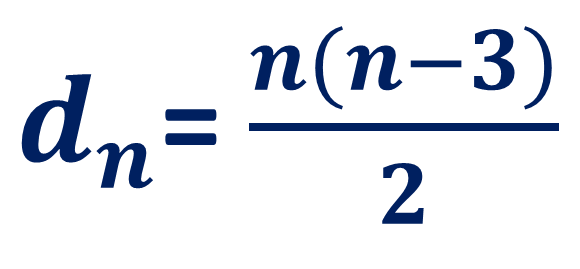 dₙ= n(n−3)
2